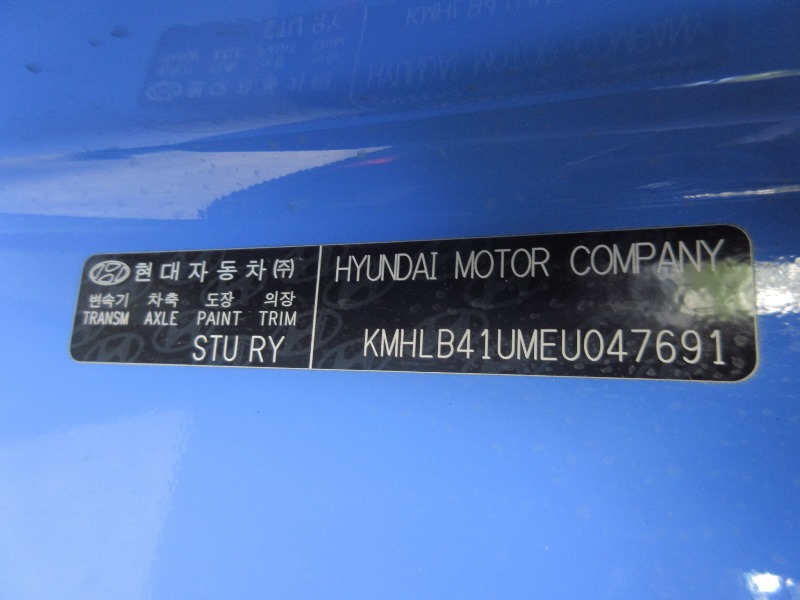 현대자동차㈜
변속기 차축 도장 의장
TRANSM AXLE PAINT TRIM
STU RY
HYUNDAI MOTOR COMPANY
KMHLB41UMEU047691